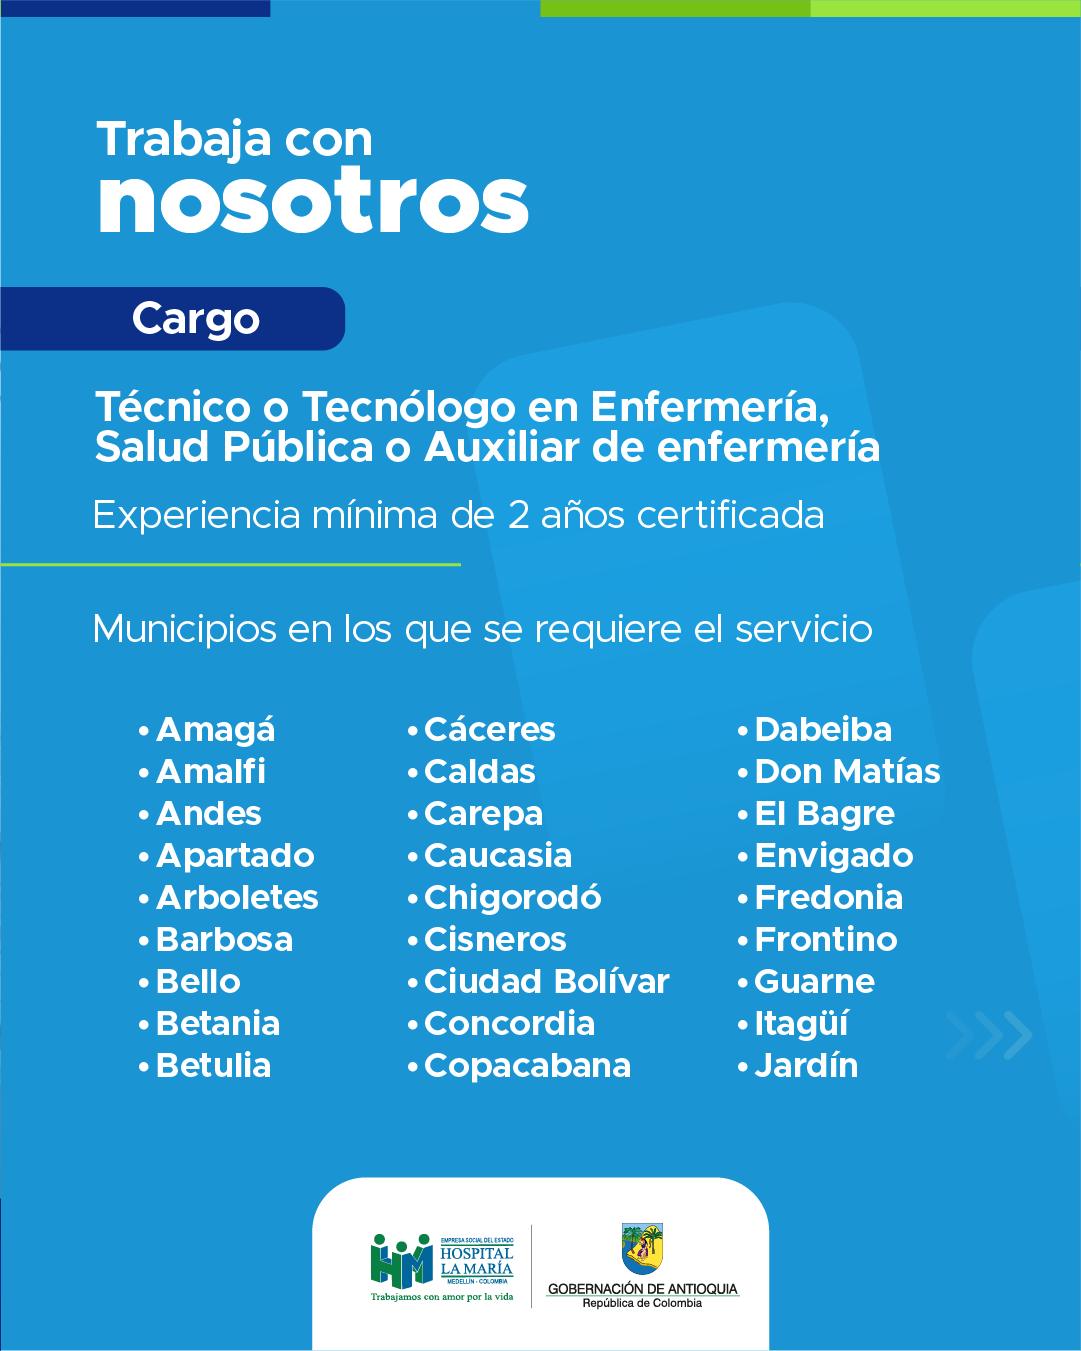 Trabaja con
nosotros
Cargo
Técnico o Tecnólogo en Enfermería,
Salud Pública o Auxiliar de enfermería
Experiencia mínima de 2 años certificada
Municipios en los que se requiere el servicio
• Amagá
• Amalfi
• Andes
• Apartado
• Arboletes
• Barbosa
• Bello
• Betania
• Betulia
• Cáceres
• Caldas
• Carepa
• Caucasia
• Chigorodó
• Cisneros
• Ciudad Bolívar
• Concordia
• Copacabana
• Dabeiba
• Don Matías
• El Bagre
• Envigado
• Fredonia
• Frontino
• Guarne
• Itagüí
• Jardín
EMPRESA SOCIAL DEL ESTADO
HOSPITAL
LA MARÍA
MEDELLÍN - COLOMBIA
Trabajamos con amor por la vida
GOBERNACIÓN DE ANTIOQUIA
República de Colombia